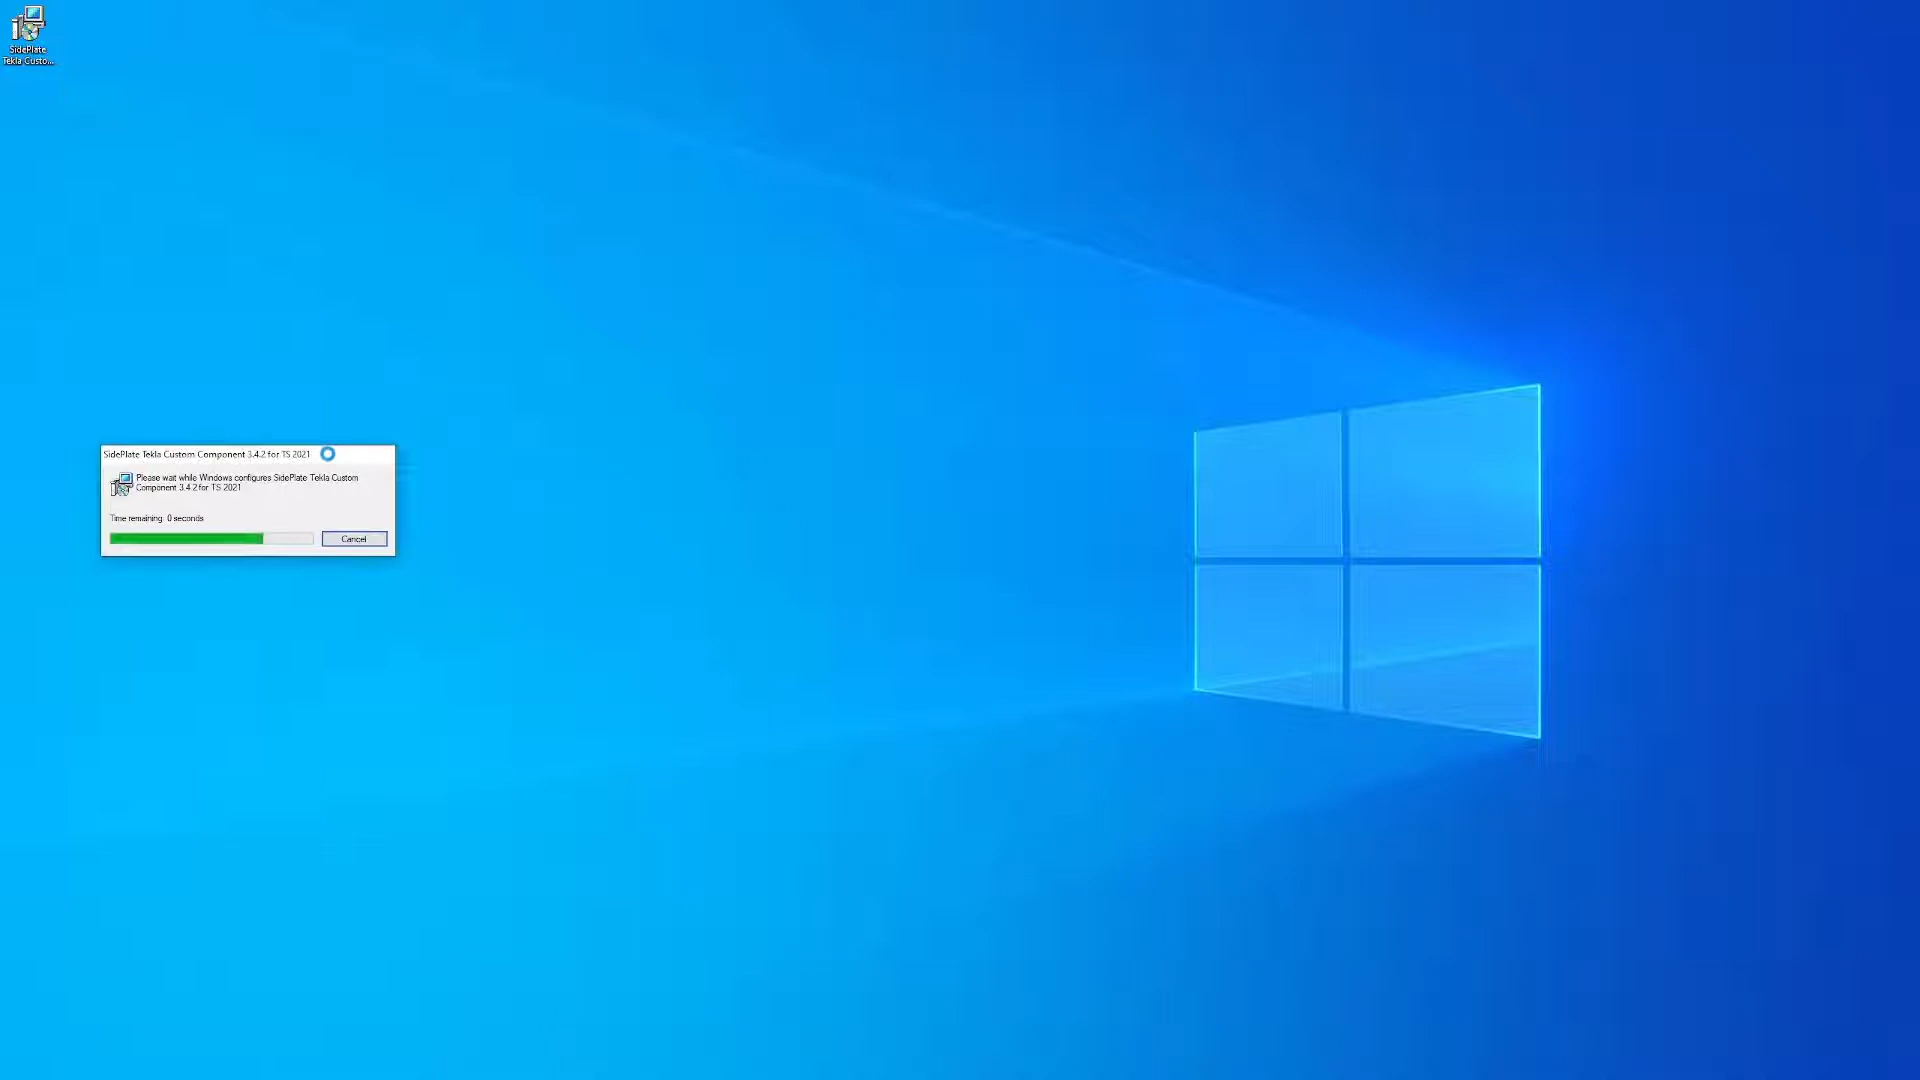 SidePlate
Tekla Custo...
SidePlate Tekla Custom Component 3.4.2 for TS 2021
Please wait while Windows configures SidePlate Tekla Custom
Component 3.4.2 for TS 2021
Time remaining: 0 seconds
Cancel